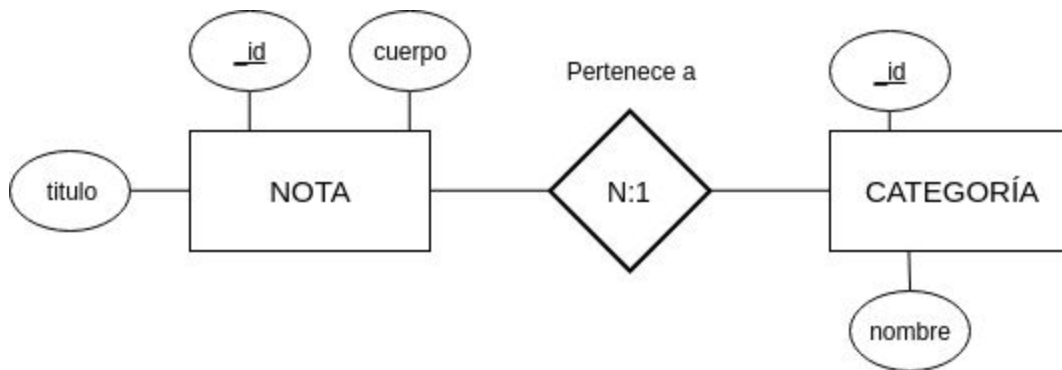 _id
cuerpo
Pertenece a
_id
titulo
NOTA
N:1
CATEGORÍA
nombre